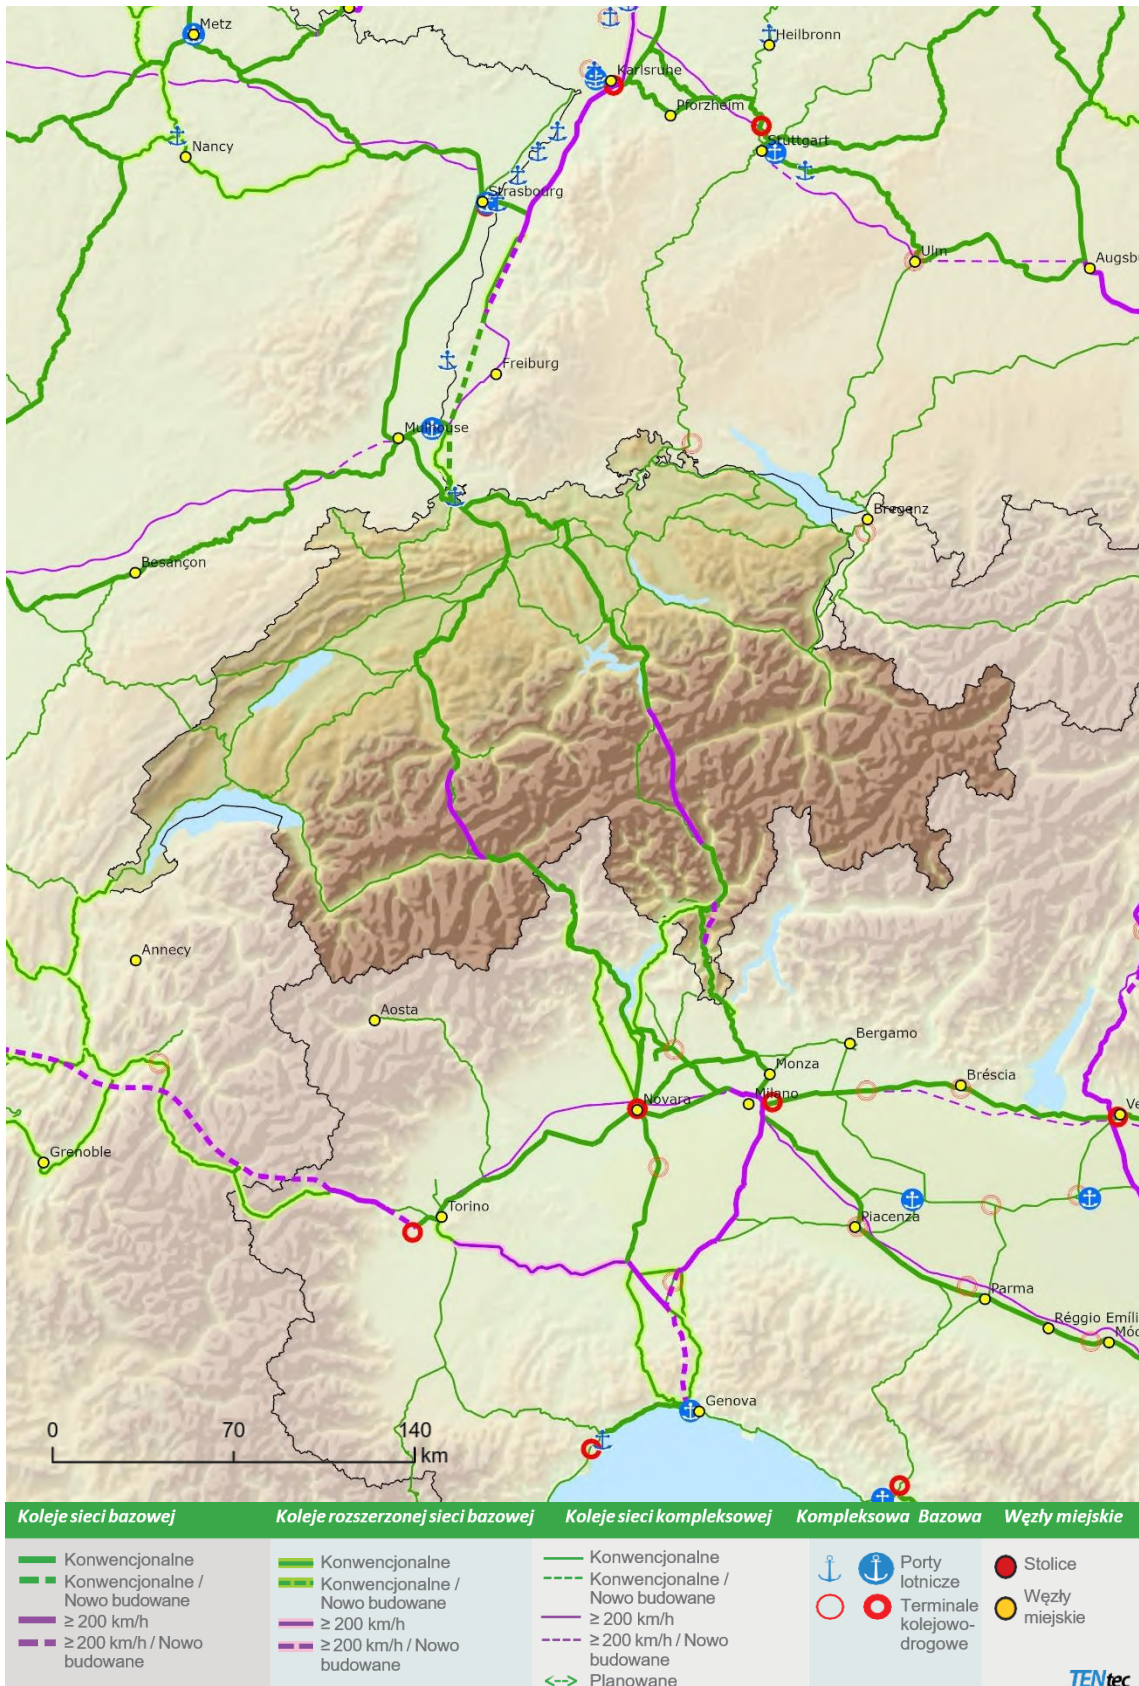 Metz
Heilbronn
Karlsruhe
Pforzheim
Nancy
Stuttgart
Strasbourg
Ulm
Augsbu
Freiburg
Mulhouse
Bregenz
Besançon
Annecy
Aosta
Bergamo
Monza
Bréscia
Novara
Milano
Ve
Grenoble
Torino
Piacenza
Parma
Réggio Emíli
Móc
Genova
0 70 140
km
Koleje sieci bazowej
Koleje rozszerzonej sieci bazowej
Koleje sieci kompleksowej
Kompleksowa Bazowa
Węzły miejskie
Konwencjonalne
Konwencjonalne /
Nowo budowane
≥ 200 km/h
≥ 200 km/h / Nowo
budowane
Konwencjonalne
Konwencjonalne /
Nowo budowane
≥ 200 km/h
≥ 200 km/h / Nowo
budowane
Konwencjonalne
Konwencjonalne /
Nowo budowane
≥ 200 km/h
≥ 200 km/h / Nowo
budowane
Planowane
Porty
lotnicze
Terminale
kolejowo-
drogowe
Stolice
Węzły
miejskie
TENtec